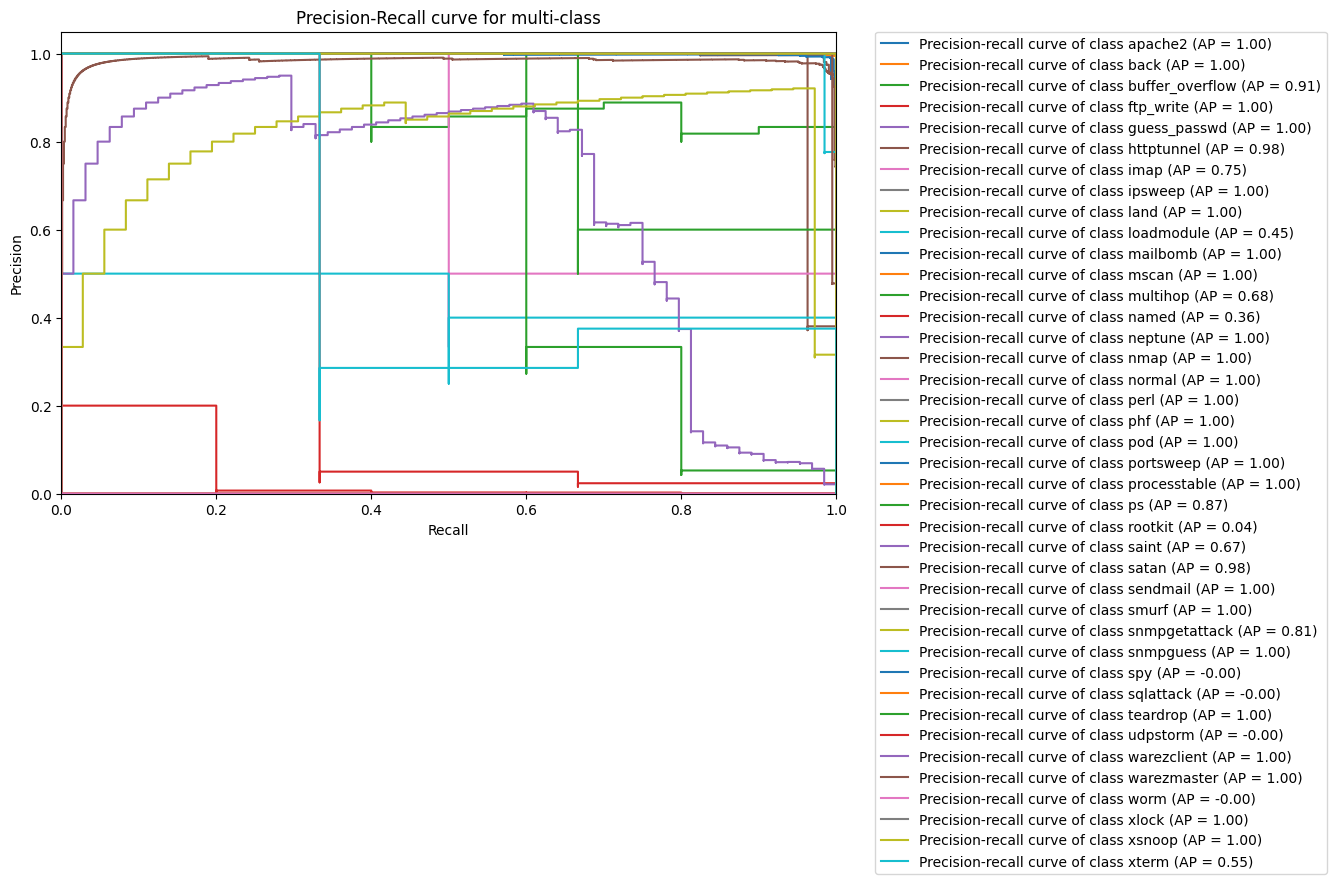 Precision-Recall curve for multi-class
1.0
0.8
0.6
0.4
0.2
0.0
Precision
0.0 0.2 0.4 0.6 0.8 1.0
Recall
Precision-recall curve of class apache2 (AP = 1.00)
Precision-recall curve of class back (AP = 1.00)
Precision-recall curve of class buffer_overflow (AP = 0.91)
Precision-recall curve of class ftp_write (AP = 1.00)
Precision-recall curve of class guess_passwd (AP = 1.00)
Precision-recall curve of class httptunnel (AP = 0.98)
Precision-recall curve of class imap (AP = 0.75)
Precision-recall curve of class ipsweep (AP = 1.00)
Precision-recall curve of class land (AP = 1.00)
Precision-recall curve of class loadmodule (AP = 0.45)
Precision-recall curve of class mailbomb (AP = 1.00)
Precision-recall curve of class mscan (AP = 1.00)
Precision-recall curve of class multihop (AP = 0.68)
Precision-recall curve of class named (AP = 0.36)
Precision-recall curve of class neptune (AP = 1.00)
Precision-recall curve of class nmap (AP = 1.00)
Precision-recall curve of class normal (AP = 1.00)
Precision-recall curve of class perl (AP = 1.00)
Precision-recall curve of class phf (AP = 1.00)
Precision-recall curve of class pod (AP = 1.00)
Precision-recall curve of class portsweep (AP = 1.00)
Precision-recall curve of class processtable (AP = 1.00)
Precision-recall curve of class ps (AP = 0.87)
Precision-recall curve of class rootkit (AP = 0.04)
Precision-recall curve of class saint (AP = 0.67)
Precision-recall curve of class satan (AP = 0.98)
Precision-recall curve of class sendmail (AP = 1.00)
Precision-recall curve of class smurf (AP = 1.00)
Precision-recall curve of class snmpgetattack (AP = 0.81)
Precision-recall curve of class snmpguess (AP = 1.00)
Precision-recall curve of class spy (AP = -0.00)
Precision-recall curve of class sqlattack (AP = -0.00)
Precision-recall curve of class teardrop (AP = 1.00)
Precision-recall curve of class udpstorm (AP = -0.00)
Precision-recall curve of class warezclient (AP = 1.00)
Precision-recall curve of class warezmaster (AP = 1.00)
Precision-recall curve of class worm (AP = -0.00)
Precision-recall curve of class xlock (AP = 1.00)
Precision-recall curve of class xsnoop (AP = 1.00)
Precision-recall curve of class xterm (AP = 0.55)